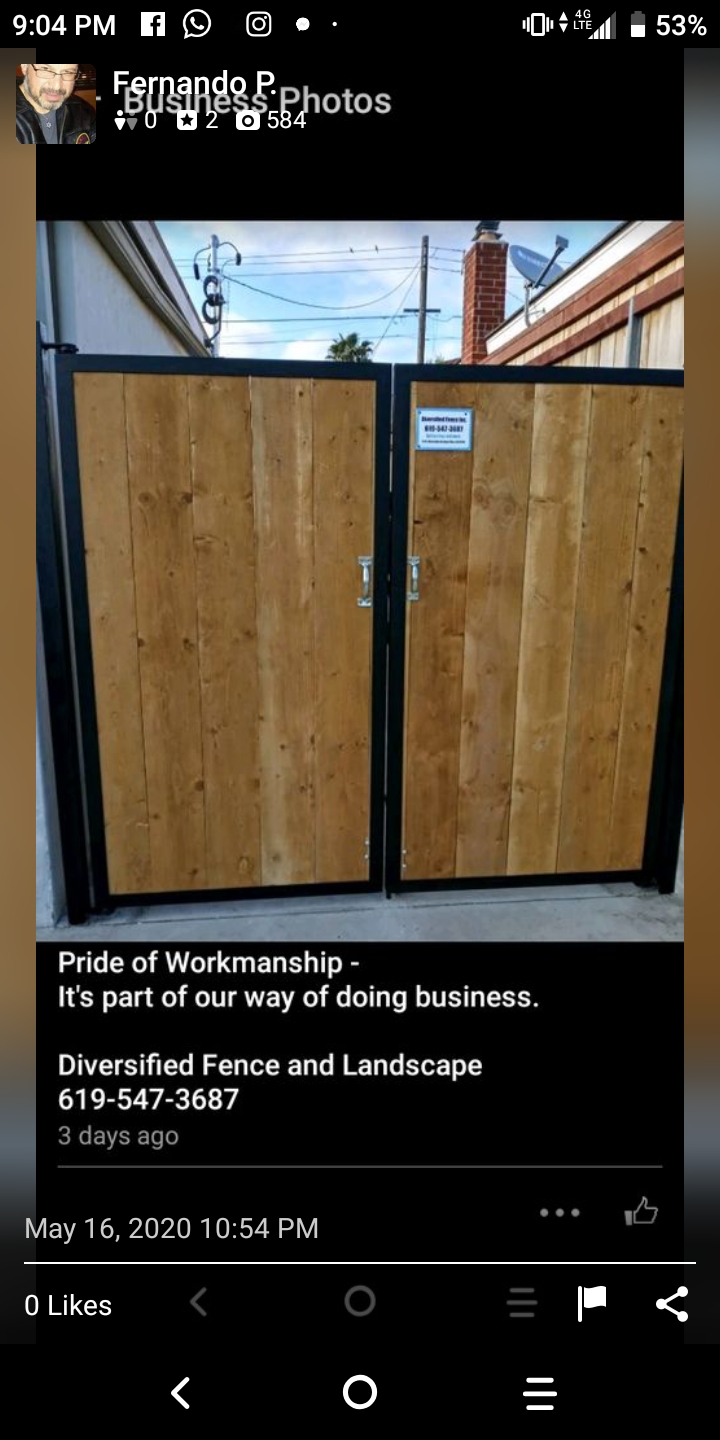 9:04 PM
4G
LTE
53%
Fernando P.
Business Photos
0 2 584
Diversified Fence Inc.
619-547-3687
Pride of Workmanship -
It's part of our way of doing business.
Diversified Fence and Landscape
619-547-3687
3 days ago
May 16, 2020 10:54 PM
0 Likes